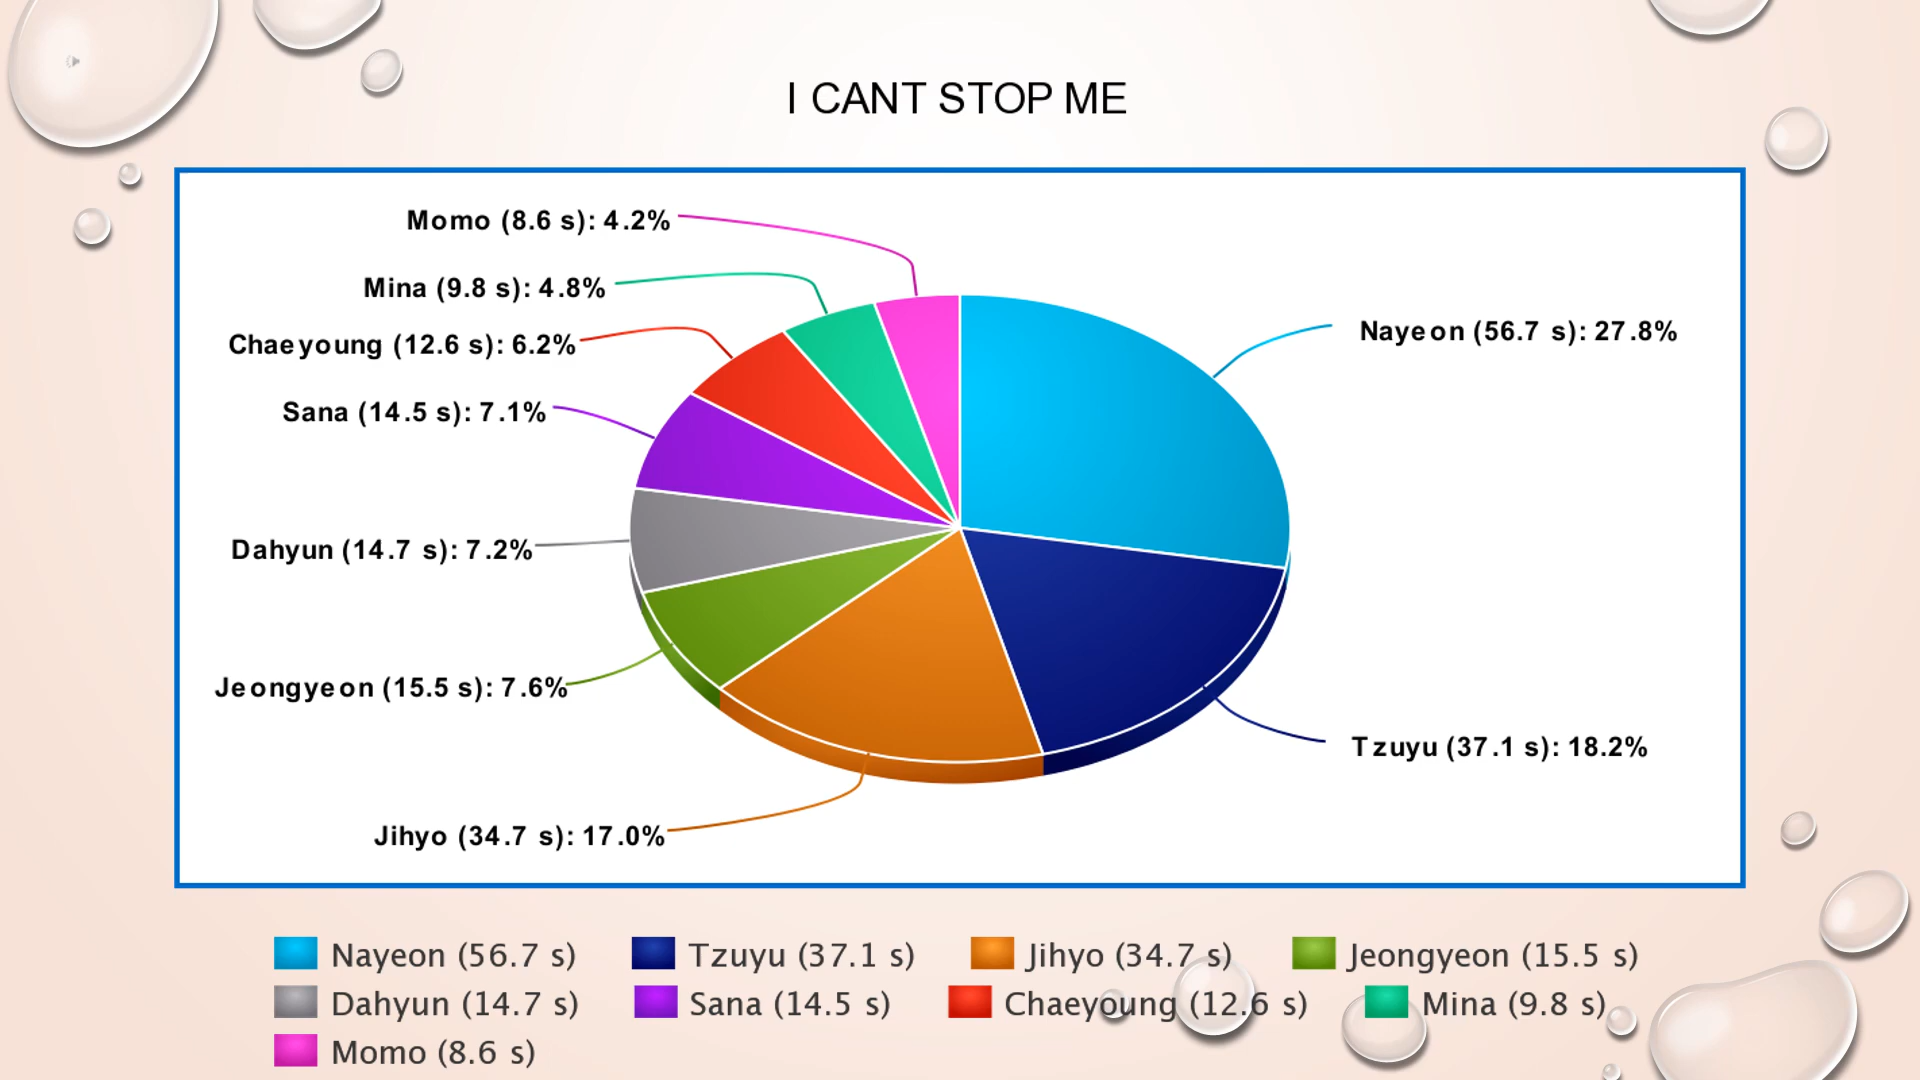 I CANT STOP ME
Momo (8.6 s): 4.2%
Mina (9.8 s): 4.8%
Chaeyoung (12.6 s): 6.2%
Sana (14.5 s): 7.1%
Dahyun (14.7 s): 7.2%
Jeongyeon (15.5 s): 7.6%
Jihyo (34.7 s): 17.0%
Nayeon (56.7 s): 27.8%
Tzuyu (37.1 s): 18.2%
Nayeon (56.7 s) Tzuyu (37.1 s) Jihyo (34.7 s) Jeongyeon (15.5 s)
Dahyun (14.7 s) Sana (14.5 s) Chaeyoung (12.6 s) Mina (9.8 s)
Momo (8.6 s)